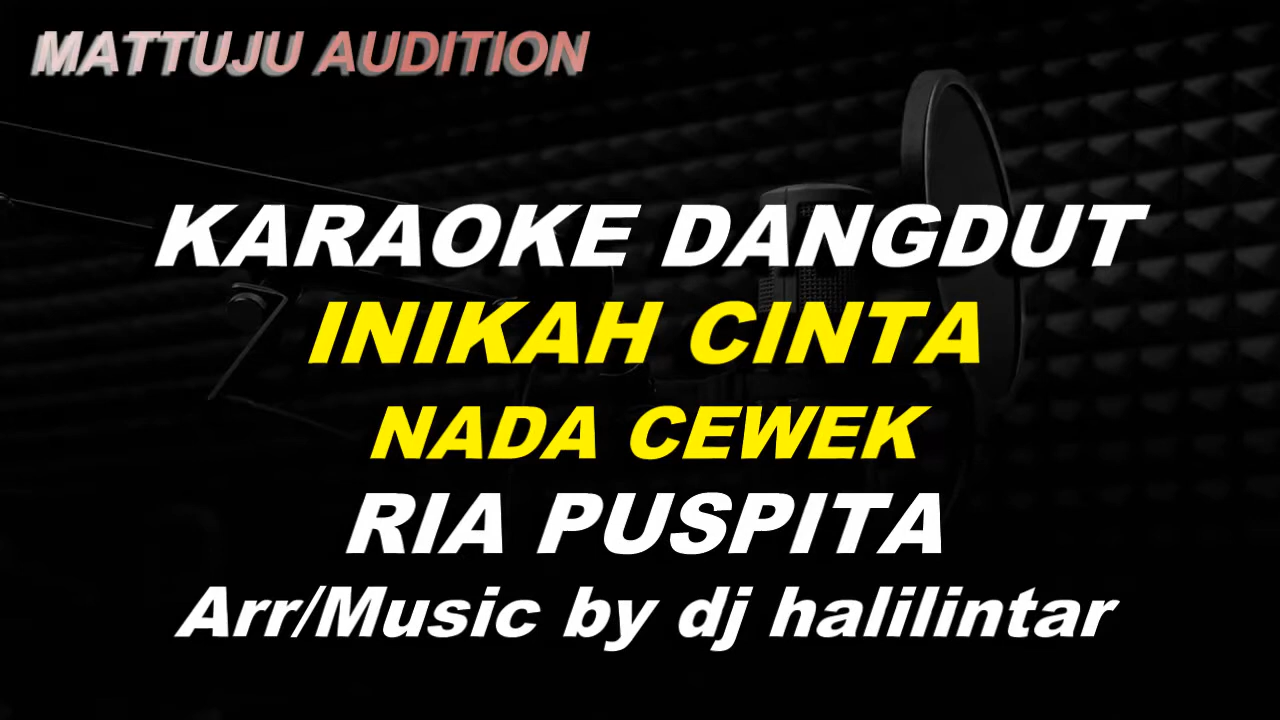 MATTUJU AUDITION
KARAOKE DANGDUT
INIKAH CINTA
NADA CEWEK
RIA PUSPITA
Arr/Music by dj halilintar